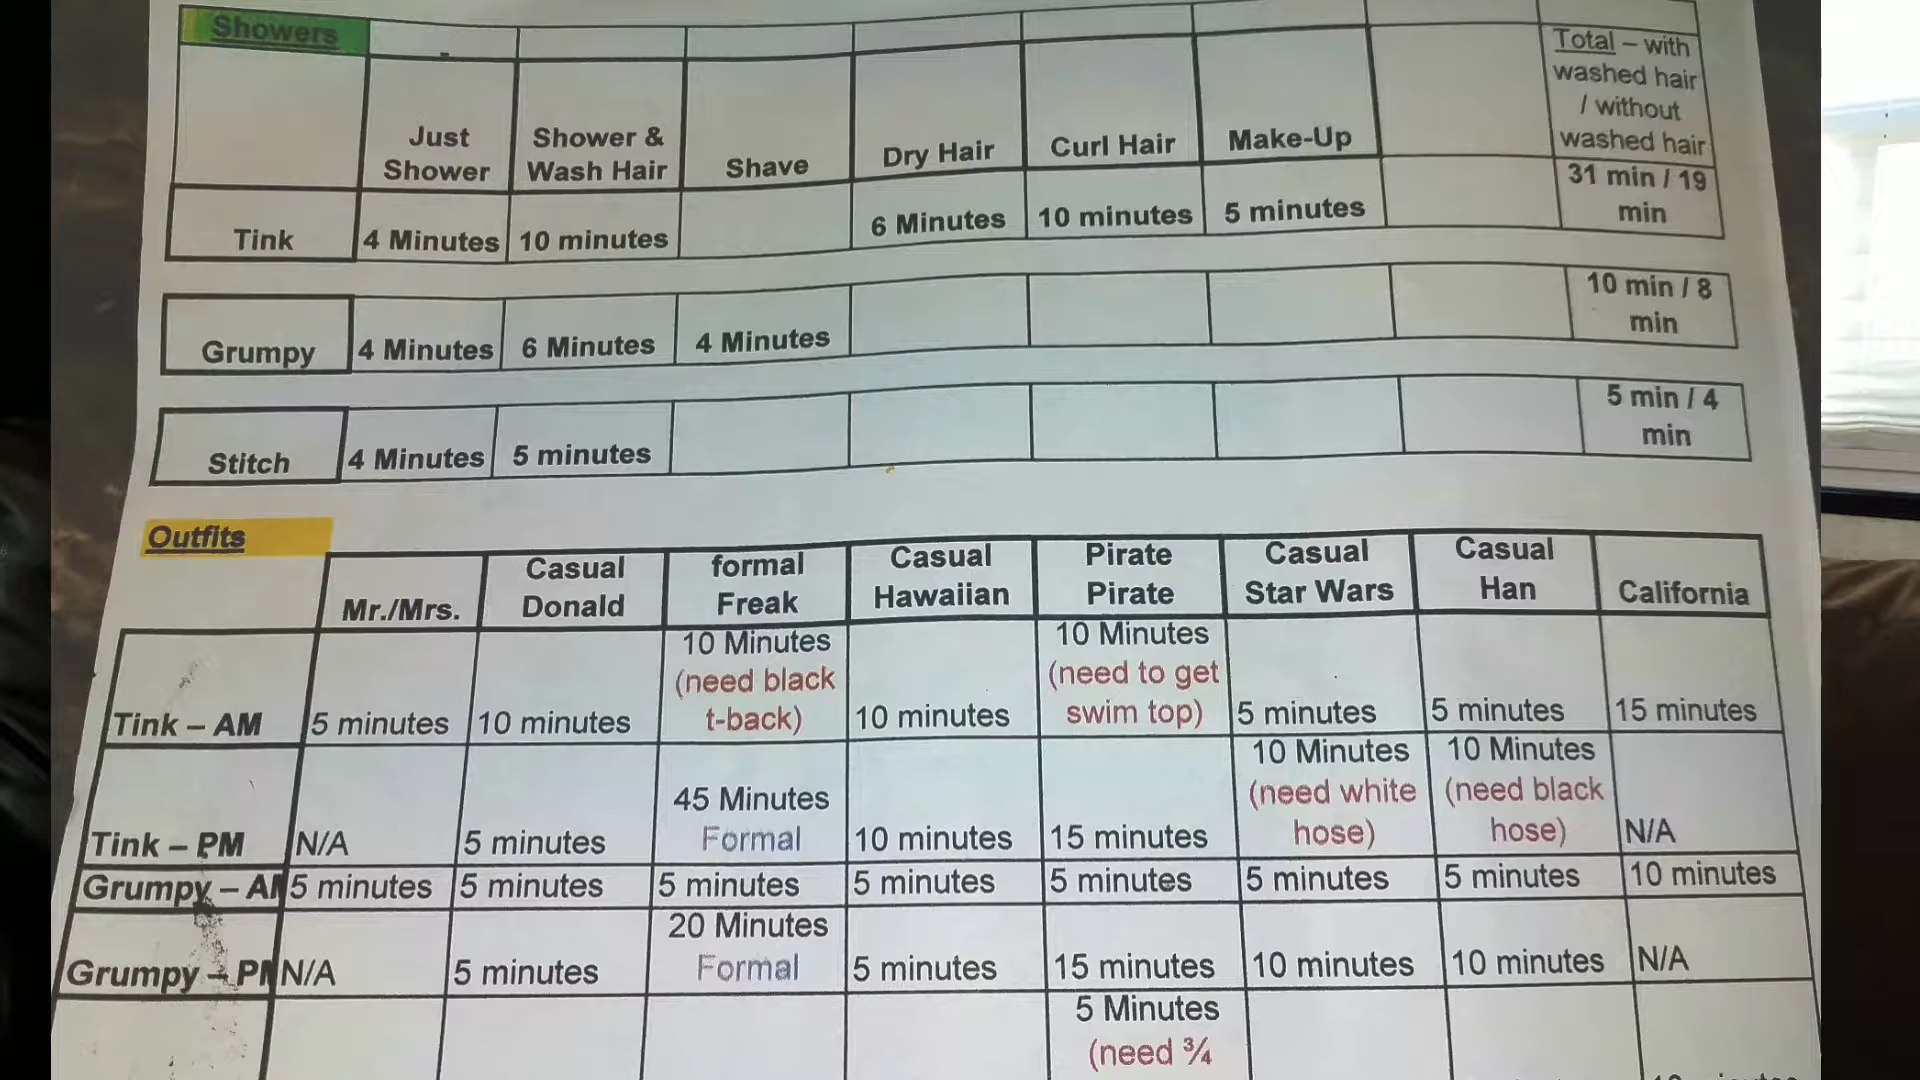 Showers
Just Shower | Shower & Wash Hair | Shave | Dry Hair | Curl Hair | Make-Up | Total – with washed hair / without washed hair
Tink | 4 Minutes | 10 minutes | 6 Minutes | 10 minutes | 5 minutes | 31 min / 19 min
Grumpy | 4 Minutes | 6 Minutes | 4 Minutes | 10 min / 8 min
Stitch | 4 Minutes | 5 minutes | 5 min / 4 min
Outfits
Mr./Mrs. | Casual Donald | formal Freak | Casual Hawaiian | Pirate Pirate | Casual Star Wars | Casual Han | California
Tink – AM | 5 minutes | 10 minutes | 10 Minutes (need black t-back) | 10 minutes | 10 Minutes (need to get swim top) | 5 minutes | 5 minutes | 15 minutes
Tink – PM | N/A | 5 minutes | 45 Minutes Formal | 10 minutes | 15 minutes | 10 Minutes (need white hose) | 10 Minutes (need black hose) | N/A
Grumpy – A | 5 minutes | 5 minutes | 5 minutes | 5 minutes | 5 minutes | 5 minutes | 5 minutes | 10 minutes
Grumpy – P | N/A | 5 minutes | 20 Minutes Formal | 5 minutes | 15 minutes | 10 minutes | 10 minutes | N/A
5 Minutes (need ¾